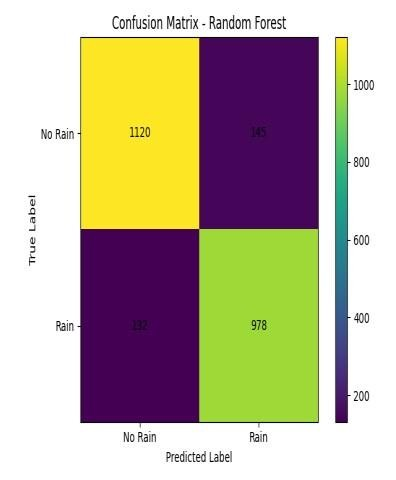 Confusion Matrix - Random Forest
No Rain
1120
145
Rain
132
978
No Rain
Rain
Predicted Label
True Label
1000
800
600
400
200